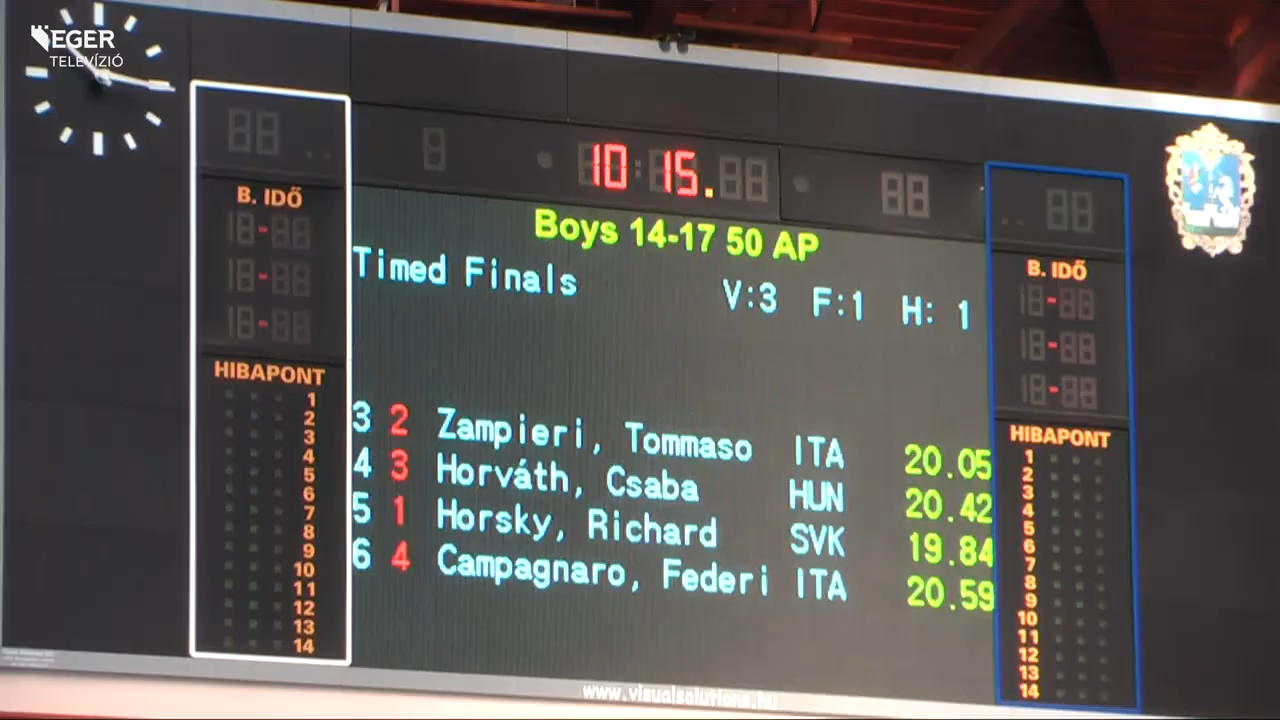 EGER
TELEVÍZIÓ
10 15.
Boys 14-17 50 AP
Timed Finals V:3 F:1 H: 1
3 2 Zampieri, Tommaso ITA 20.05
4 3 Horváth, Csaba HUN 20.42
5 1 Horsky, Richard SVK 19.84
6 4 Campagnaro, Federi ITA 20.59
B. IDŐ
HIBAPONT
1
2
3
4
5
6
7
8
9
10
11
12
13
14
B. IDŐ
HIBAPONT
1
2
3
4
5
6
7
8
9
10
11
12
13
14
www.visualsolutions.hu